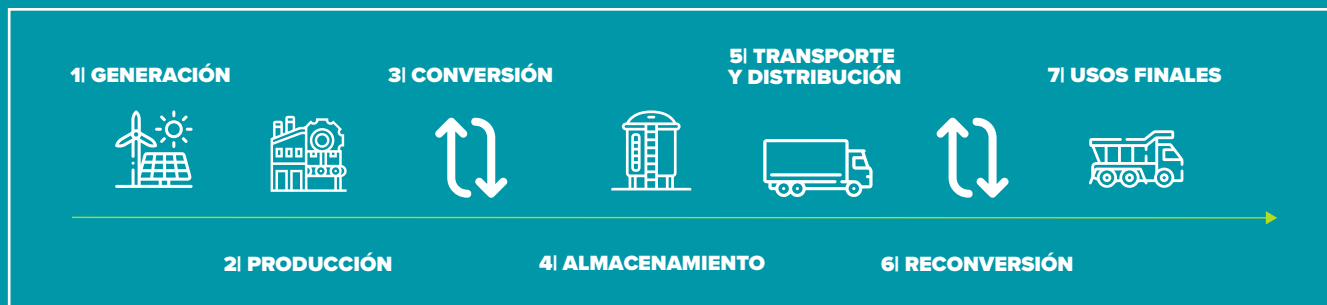 1| GENERACIÓN
2| PRODUCCIÓN
3| CONVERSIÓN
4| ALMACENAMIENTO
5| TRANSPORTE
Y DISTRIBUCIÓN
6| RECONVERSIÓN
7| USOS FINALES